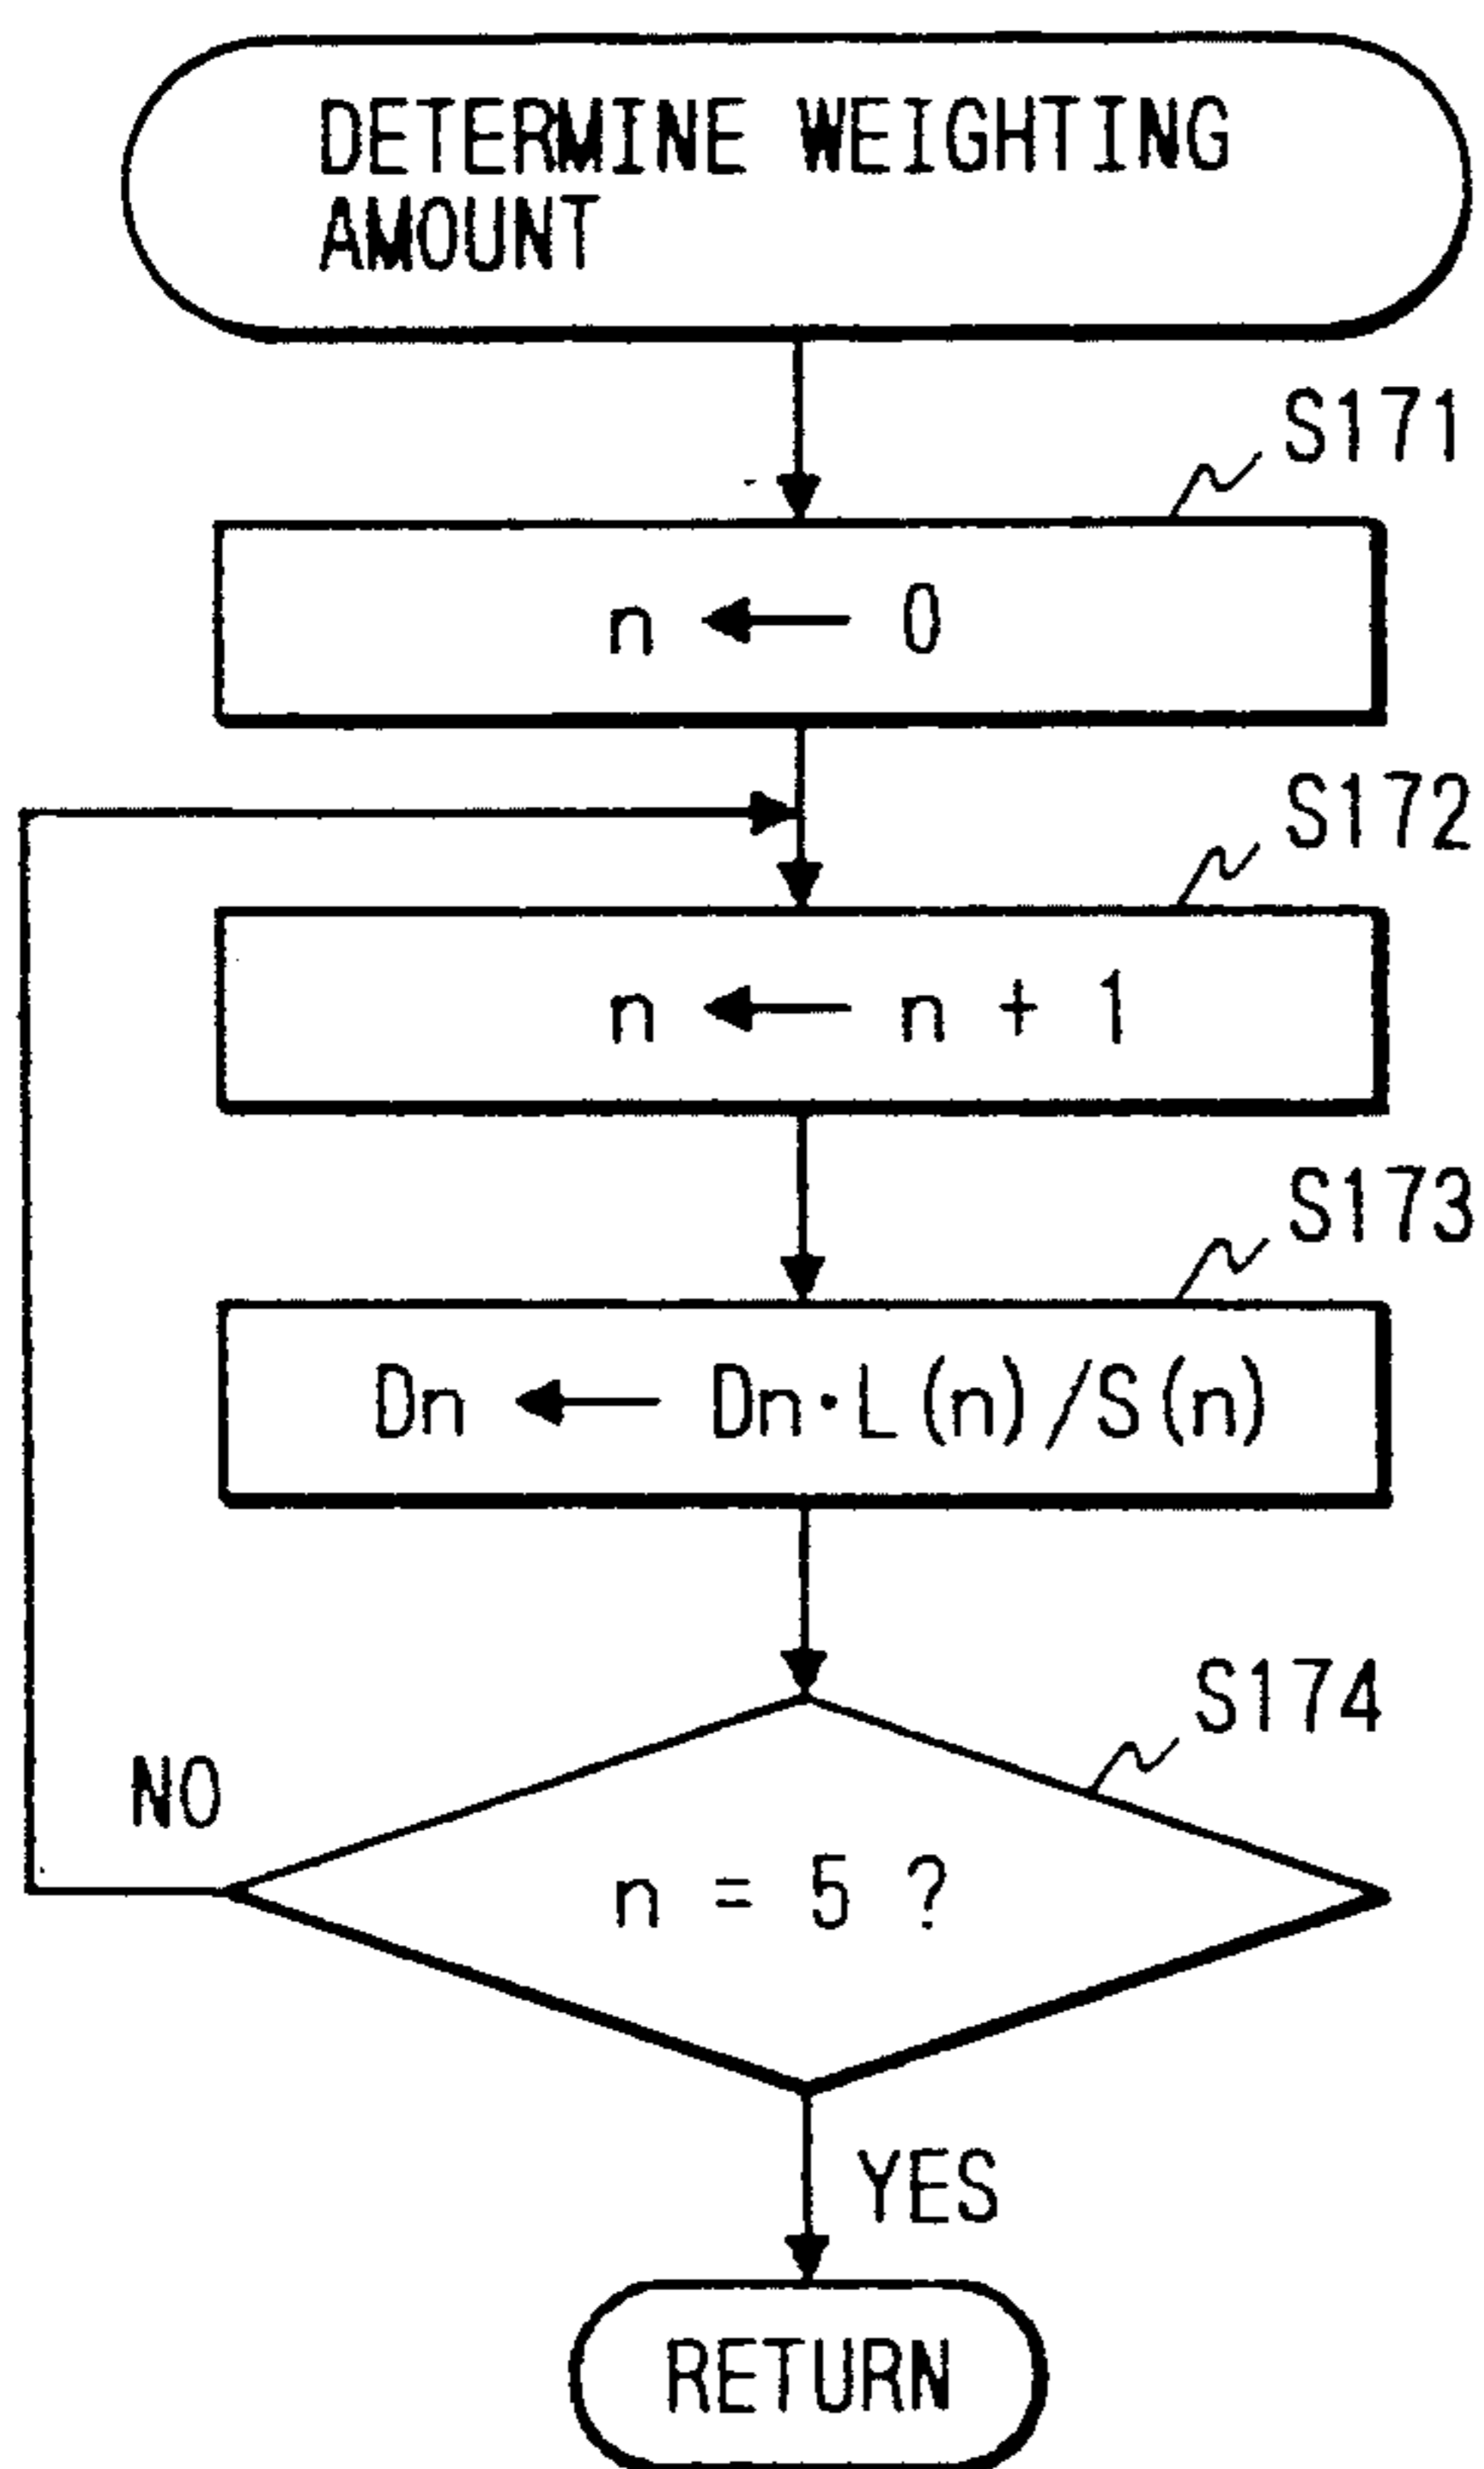 DETERMINE WEIGHTING
AMOUNT
S171
n ← 0
S172
n ← n + 1
S173
Dn ← Dn·L(n)/S(n)
S174
NO
n = 5 ?
YES
RETURN